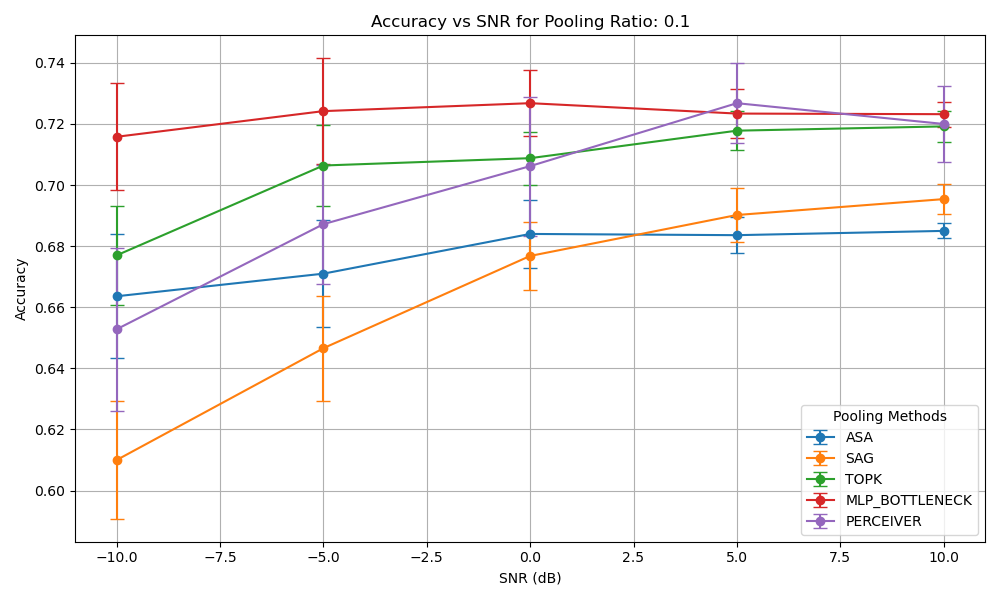 Accuracy vs SNR for Pooling Ratio: 0.1
Accuracy
0.74
0.72
0.70
0.68
0.66
0.64
0.62
0.60
−10.0 −7.5 −5.0 −2.5 0.0 2.5 5.0 7.5 10.0
SNR (dB)
Pooling Methods
ASA
SAG
TOPK
MLP_BOTTLENECK
PERCEIVER